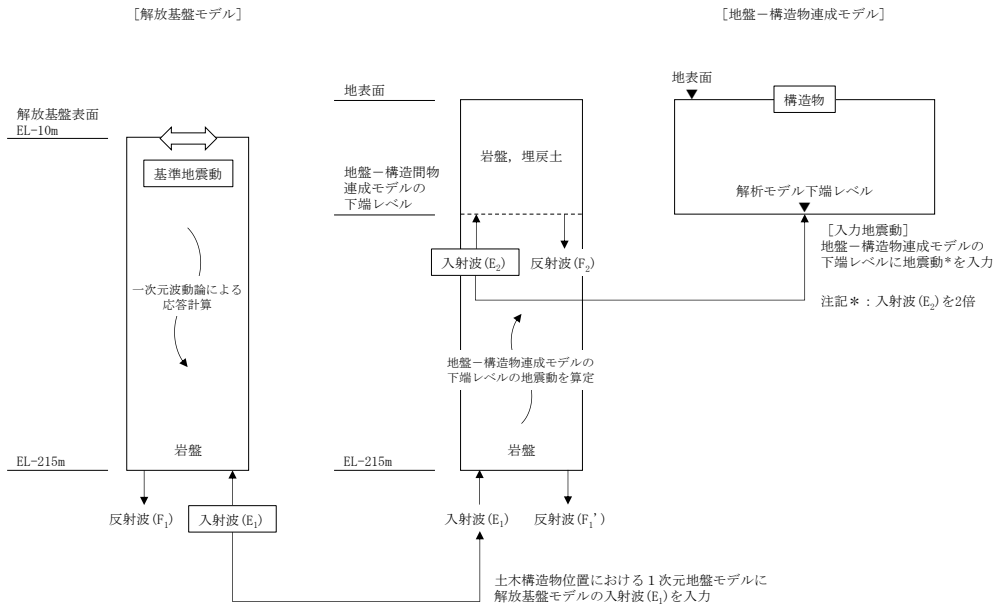 ［解放基盤モデル］
［地盤－構造物連成モデル］
解放基盤表面
EL-10m
基準地震動
一次元波動論による
応答計算
岩盤
EL-215m
反射波(F₁)
入射波(E₁)
地表面
地盤－構造間物
連成モデルの
下端レベル
岩盤，埋戻土
入射波(E₂)
反射波(F₂)
地盤－構造物連成モデルの
下端レベルの地震動を算定
岩盤
EL-215m
入射波(E₁)
反射波(F₁’)
土木構造物位置における１次元地盤モデルに
解放基盤モデルの入射波(E₁)を入力
地表面
構造物
解析モデル下端レベル
［入力地震動］
地盤－構造物連成モデルの
下端レベルに地震動*を入力
注記＊：入射波(E₂)を2倍